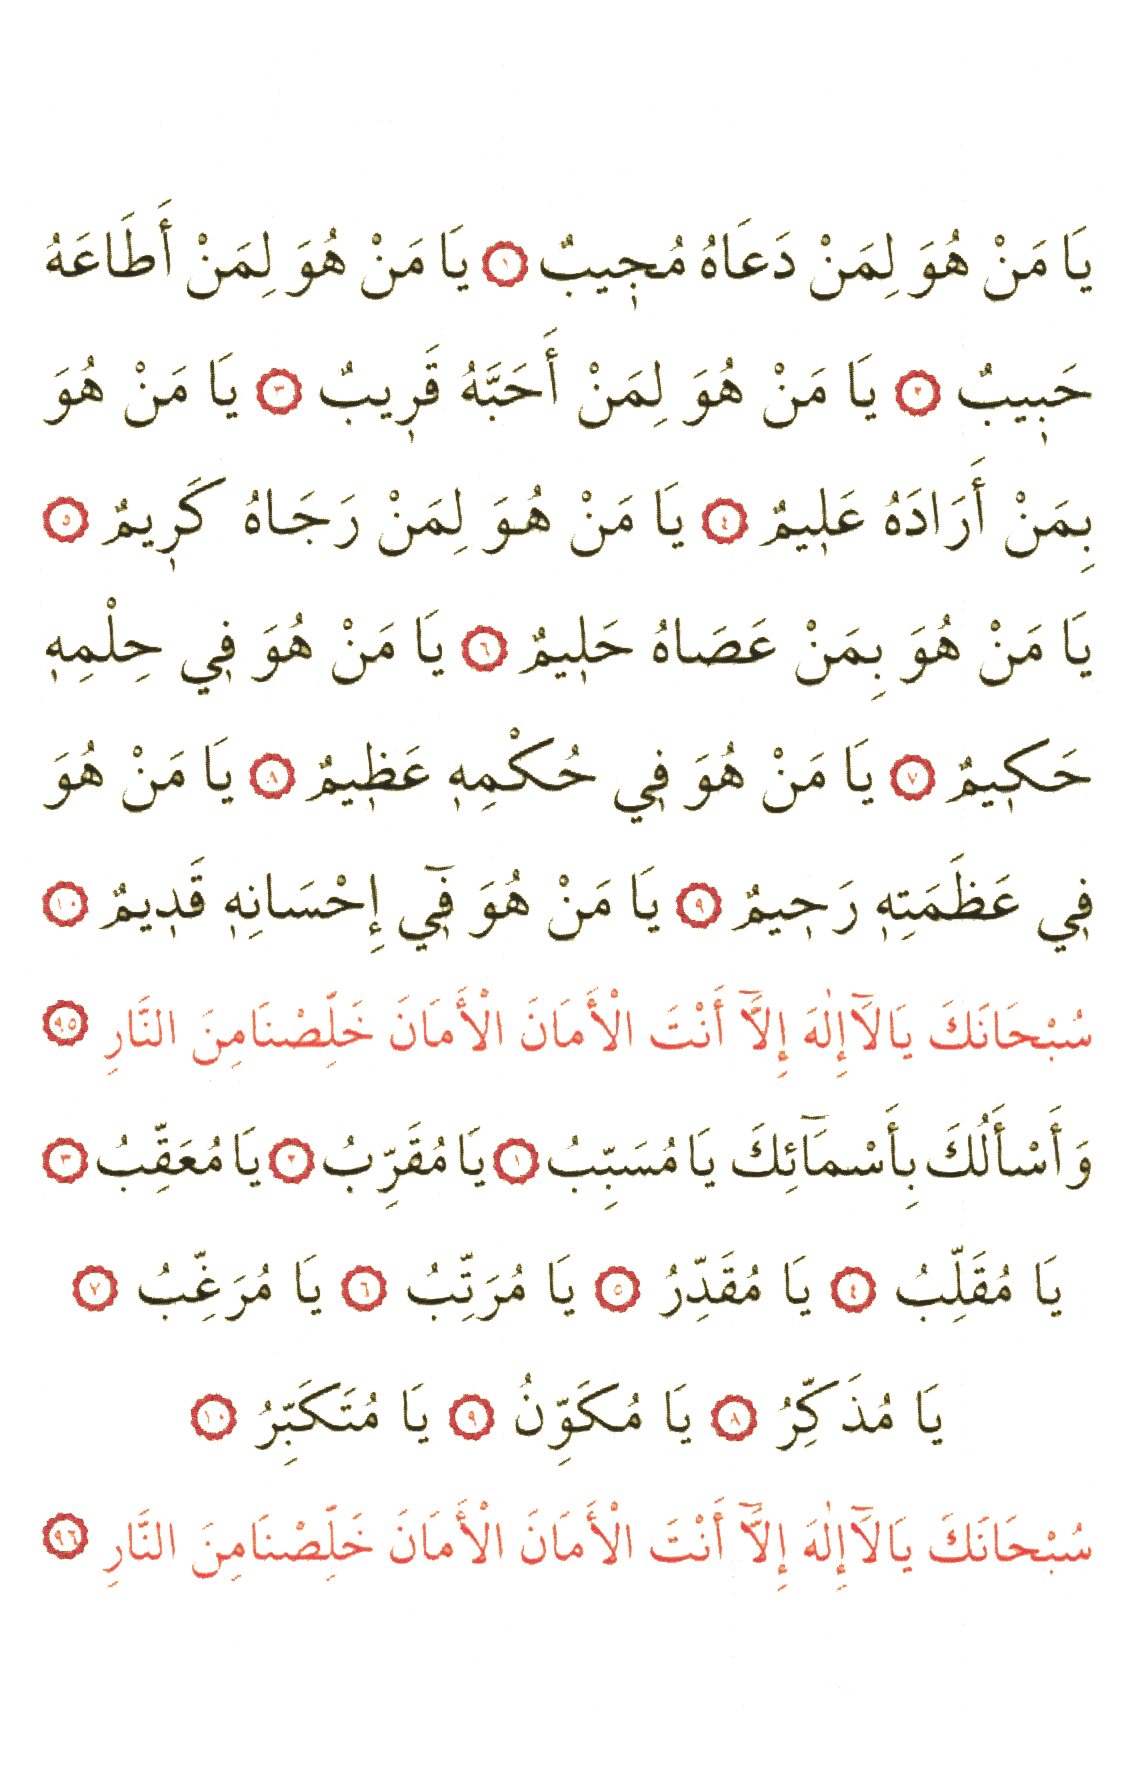 يَا مَنْ هُوَ لِمَنْ دَعَاهُ مُجٖيبٌ ١ يَا مَنْ هُوَ لِمَنْ أَطَاعَهُ
حَبٖيبٌ ٢ يَا مَنْ هُوَ لِمَنْ أَحَبَّهُ قَرٖيبٌ ٣ يَا مَنْ هُوَ
بِمَنْ أَرَادَهُ عَلٖيمٌ ٤ يَا مَنْ هُوَ لِمَنْ رَجَاهُ كَرٖيمٌ ٥
يَا مَنْ هُوَ بِمَنْ عَصَاهُ حَلٖيمٌ ٦ يَا مَنْ هُوَ فٖي حِلْمِهٖ
حَكٖيمٌ ٧ يَا مَنْ هُوَ فٖي حُكْمِهٖ عَظٖيمٌ ٨ يَا مَنْ هُوَ
فٖي عَظَمَتِهٖ رَحٖيمٌ ٩ يَا مَنْ هُوَ فٖٓي إِحْسَانِهٖ قَدٖيمٌ ١٠
سُبْحَانَكَ يَا لَآ إِلٰهَ إِلَّآ أَنْتَ الْأَمَانَ الْأَمَانَ خَلِّصْنَا مِنَ النَّارِ ٩٥
وَأَسْأَلُكَ بِأَسْمَآئِكَ يَا مُسَبِّبُ ١ يَا مُقَرِّبُ ٢ يَا مُعَقِّبُ ٣
يَا مُقَلِّبُ ٤ يَا مُقَدِّرُ ٥ يَا مُرَتِّبُ ٦ يَا مُرَغِّبُ ٧
يَا مُذَكِّرُ ٨ يَا مُكَوِّنُ ٩ يَا مُتَكَبِّرُ ١٠
سُبْحَانَكَ يَا لَآ إِلٰهَ إِلَّآ أَنْتَ الْأَمَانَ الْأَمَانَ خَلِّصْنَا مِنَ النَّارِ ٩٦